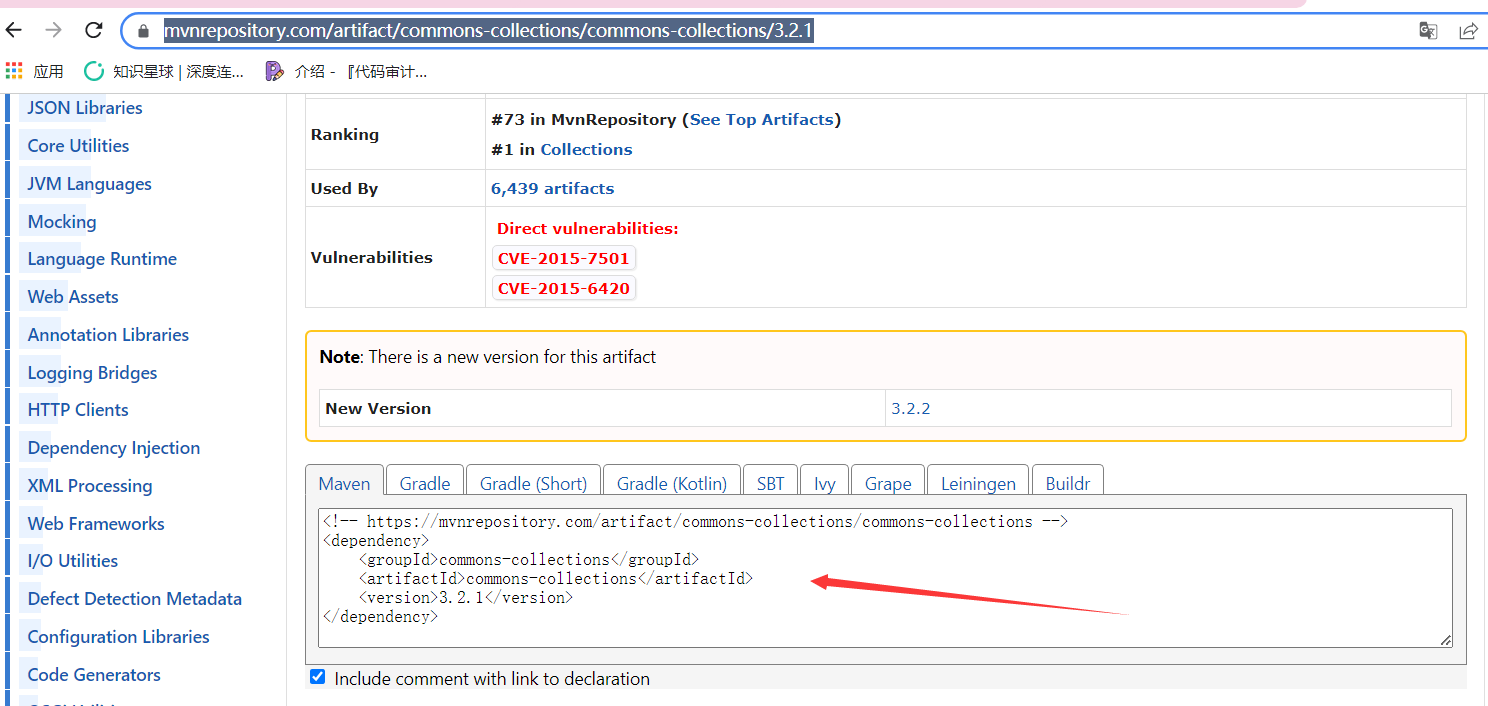 mvnrepository.com/artifact/commons-collections/commons-collections/3.2.1
应用 知识星球 | 深度连... 介绍 - 『代码审计...
JSON Libraries
Core Utilities
JVM Languages
Mocking
Language Runtime
Web Assets
Annotation Libraries
Logging Bridges
HTTP Clients
Dependency Injection
XML Processing
Web Frameworks
I/O Utilities
Defect Detection Metadata
Configuration Libraries
Code Generators
Ranking
#73 in MvnRepository (See Top Artifacts)
#1 in Collections
Used By
6,439 artifacts
Vulnerabilities
Direct vulnerabilities:
CVE-2015-7501
CVE-2015-6420
Note: There is a new version for this artifact
New Version 3.2.2
Maven Gradle Gradle (Short) Gradle (Kotlin) SBT Ivy Grape Leiningen Buildr
<!-- https://mvnrepository.com/artifact/commons-collections/commons-collections -->
<dependency>
    <groupId>commons-collections</groupId>
    <artifactId>commons-collections</artifactId>
    <version>3.2.1</version>
</dependency>
Include comment with link to declaration